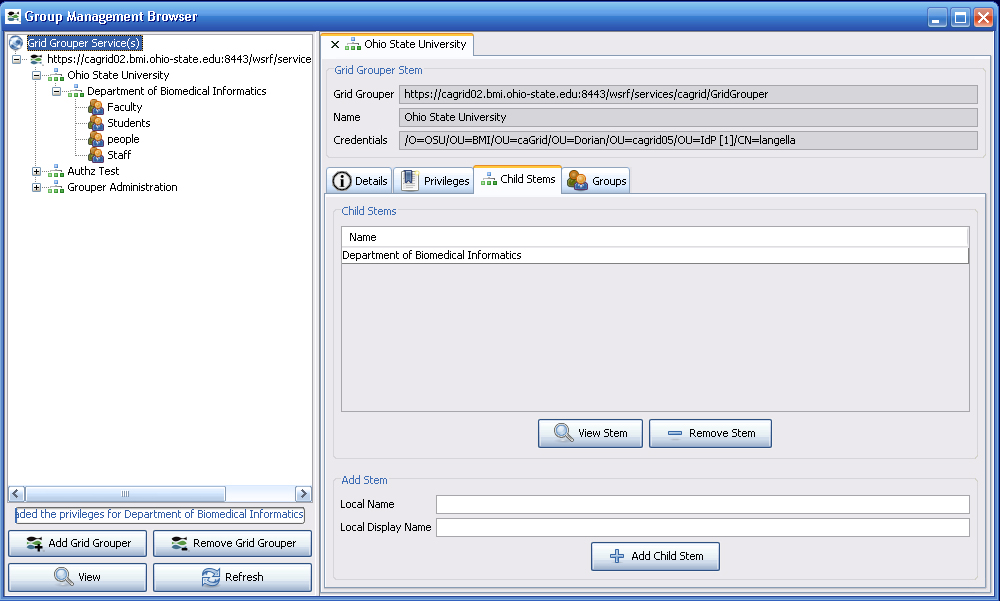 Group Management Browser
Grid Grouper Service(s)
https://cagrid02.bmi.ohio-state.edu:8443/wsrf/service
Ohio State University
Department of Biomedical Informatics
Faculty
Students
people
Staff
Authz Test
Grouper Administration
aded the privileges for Department of Biomedical Informatics
Add Grid Grouper
Remove Grid Grouper
View
Refresh
Ohio State University
Grid Grouper Stem
Grid Grouper https://cagrid02.bmi.ohio-state.edu:8443/wsrf/services/cagrid/GridGrouper
Name Ohio State University
Credentials /O=OSU/OU=BMI/OU=caGrid/OU=Dorian/OU=cagrid05/OU=IdP [1]/CN=langella
Details Privileges Child Stems Groups
Child Stems
Name
Department of Biomedical Informatics
View Stem
Remove Stem
Add Stem
Local Name
Local Display Name
Add Child Stem